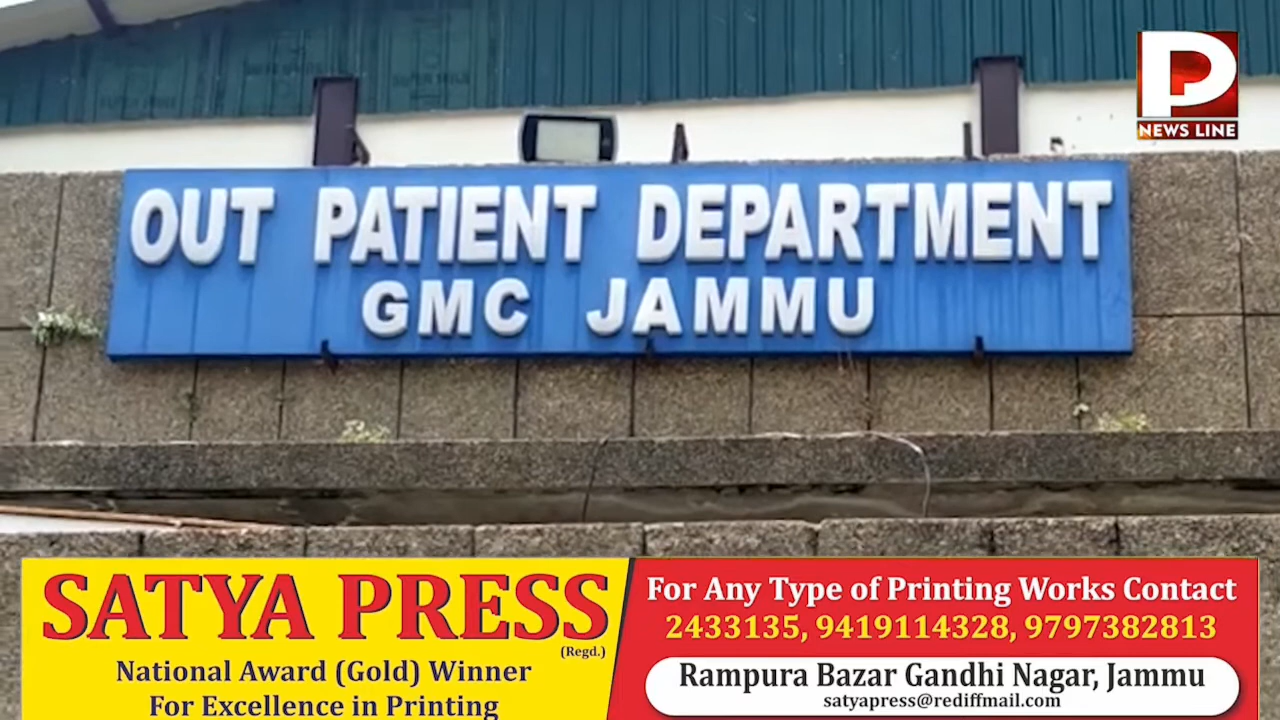 P
NEWS LINE
OUT PATIENT DEPARTMENT
GMC JAMMU
SATYA PRESS
(Regd.)
National Award (Gold) Winner
For Excellence in Printing
For Any Type of Printing Works Contact
2433135, 9419114328, 9797382813
Rampura Bazar Gandhi Nagar, Jammu
satyapress@rediffmail.com